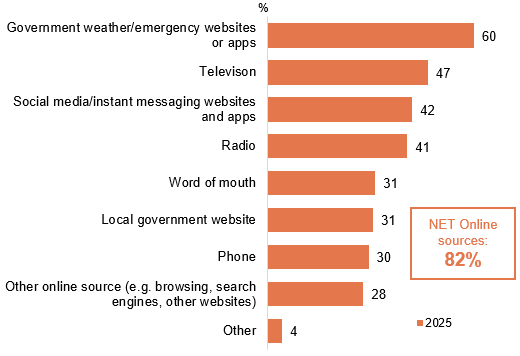 %
Government weather/emergency websites
or apps
60
Televison
47
Social media/instant messaging websites
and apps
42
Radio
41
Word of mouth
31
Local government website
31
Phone
30
Other online source (e.g. browsing, search
engines, other websites)
28
Other
4
NET Online
sources:
82%
2025